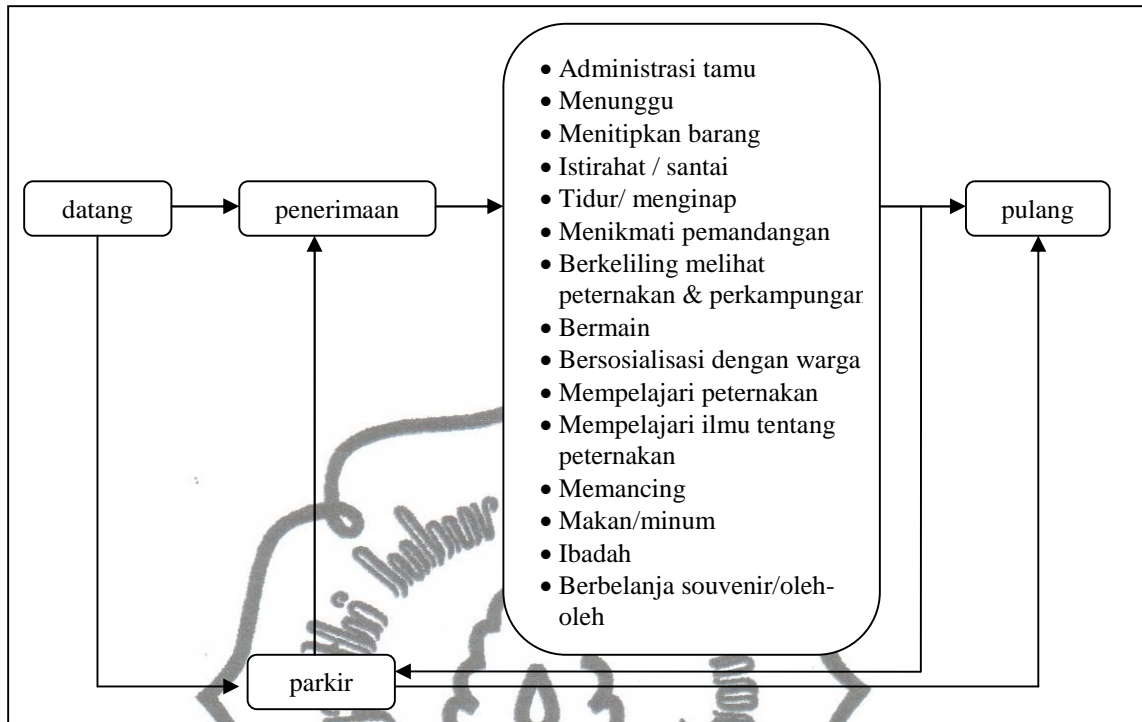 datang
penerimaan
• Administrasi tamu
• Menunggu
• Menitipkan barang
• Istirahat / santai
• Tidur/ menginap
• Menikmati pemandangan
• Berkeliling melihat
peternakan & perkampungan
• Bermain
• Bersosialisasi dengan warga
• Mempelajari peternakan
• Mempelajari ilmu tentang
peternakan
• Memancing
• Makan/minum
• Ibadah
• Berbelanja souvenir/oleh-
oleh
pulang
parkir